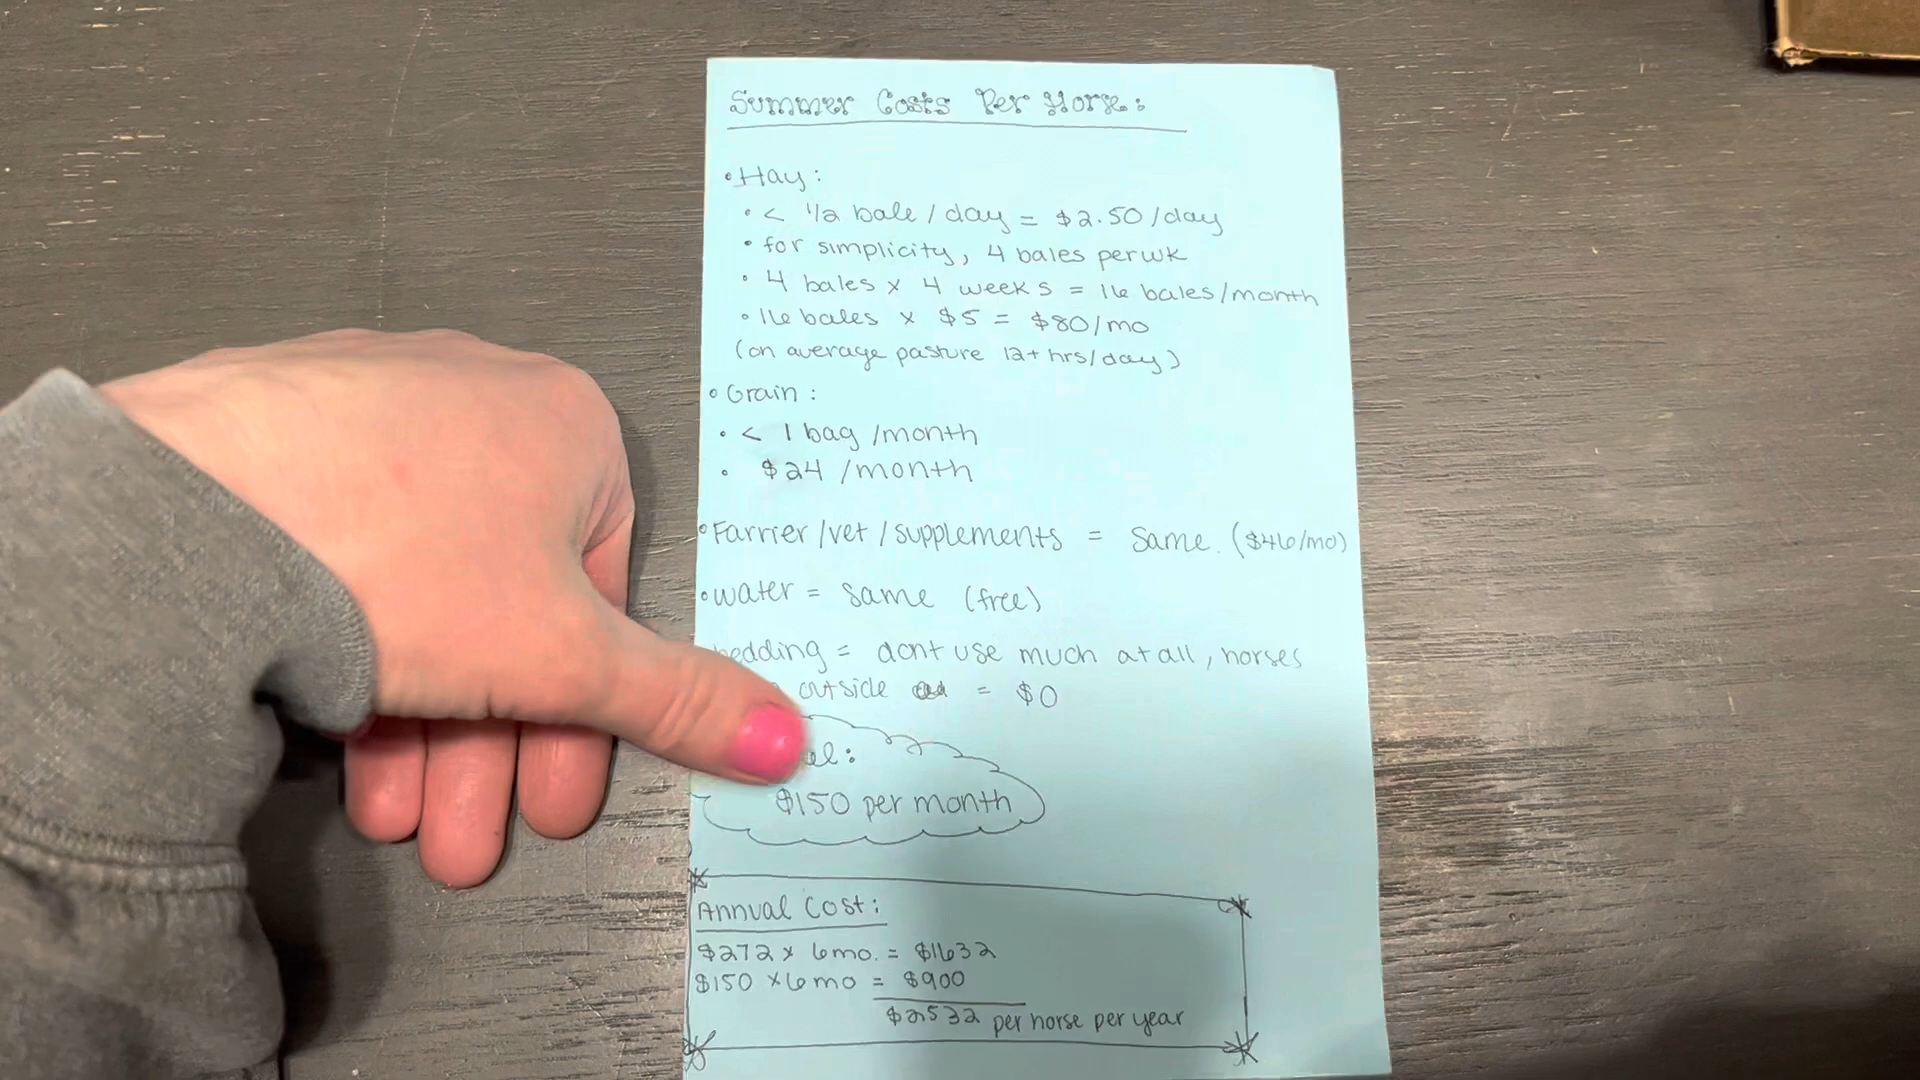 Summer Costs Per Horse:
• Hay:
• < 1/2 bale / day = $2.50 /day
• for simplicity, 4 bales per wk
• 4 bales x 4 weeks = 16 bales/month
• 16 bales x $5 = $80/mo
(on average pasture 12+ hrs/day)
• Grain:
• < 1 bag /month
• $24 /month
• Farrier /vet /supplements = same. ($46/mo)
• water = same (free)
bedding = dont use much at all, horses
outside = $0
$150 per month
Annual Cost:
$272 x 6mo. = $1632
$150 x 6mo = $900
$2532 per horse per year